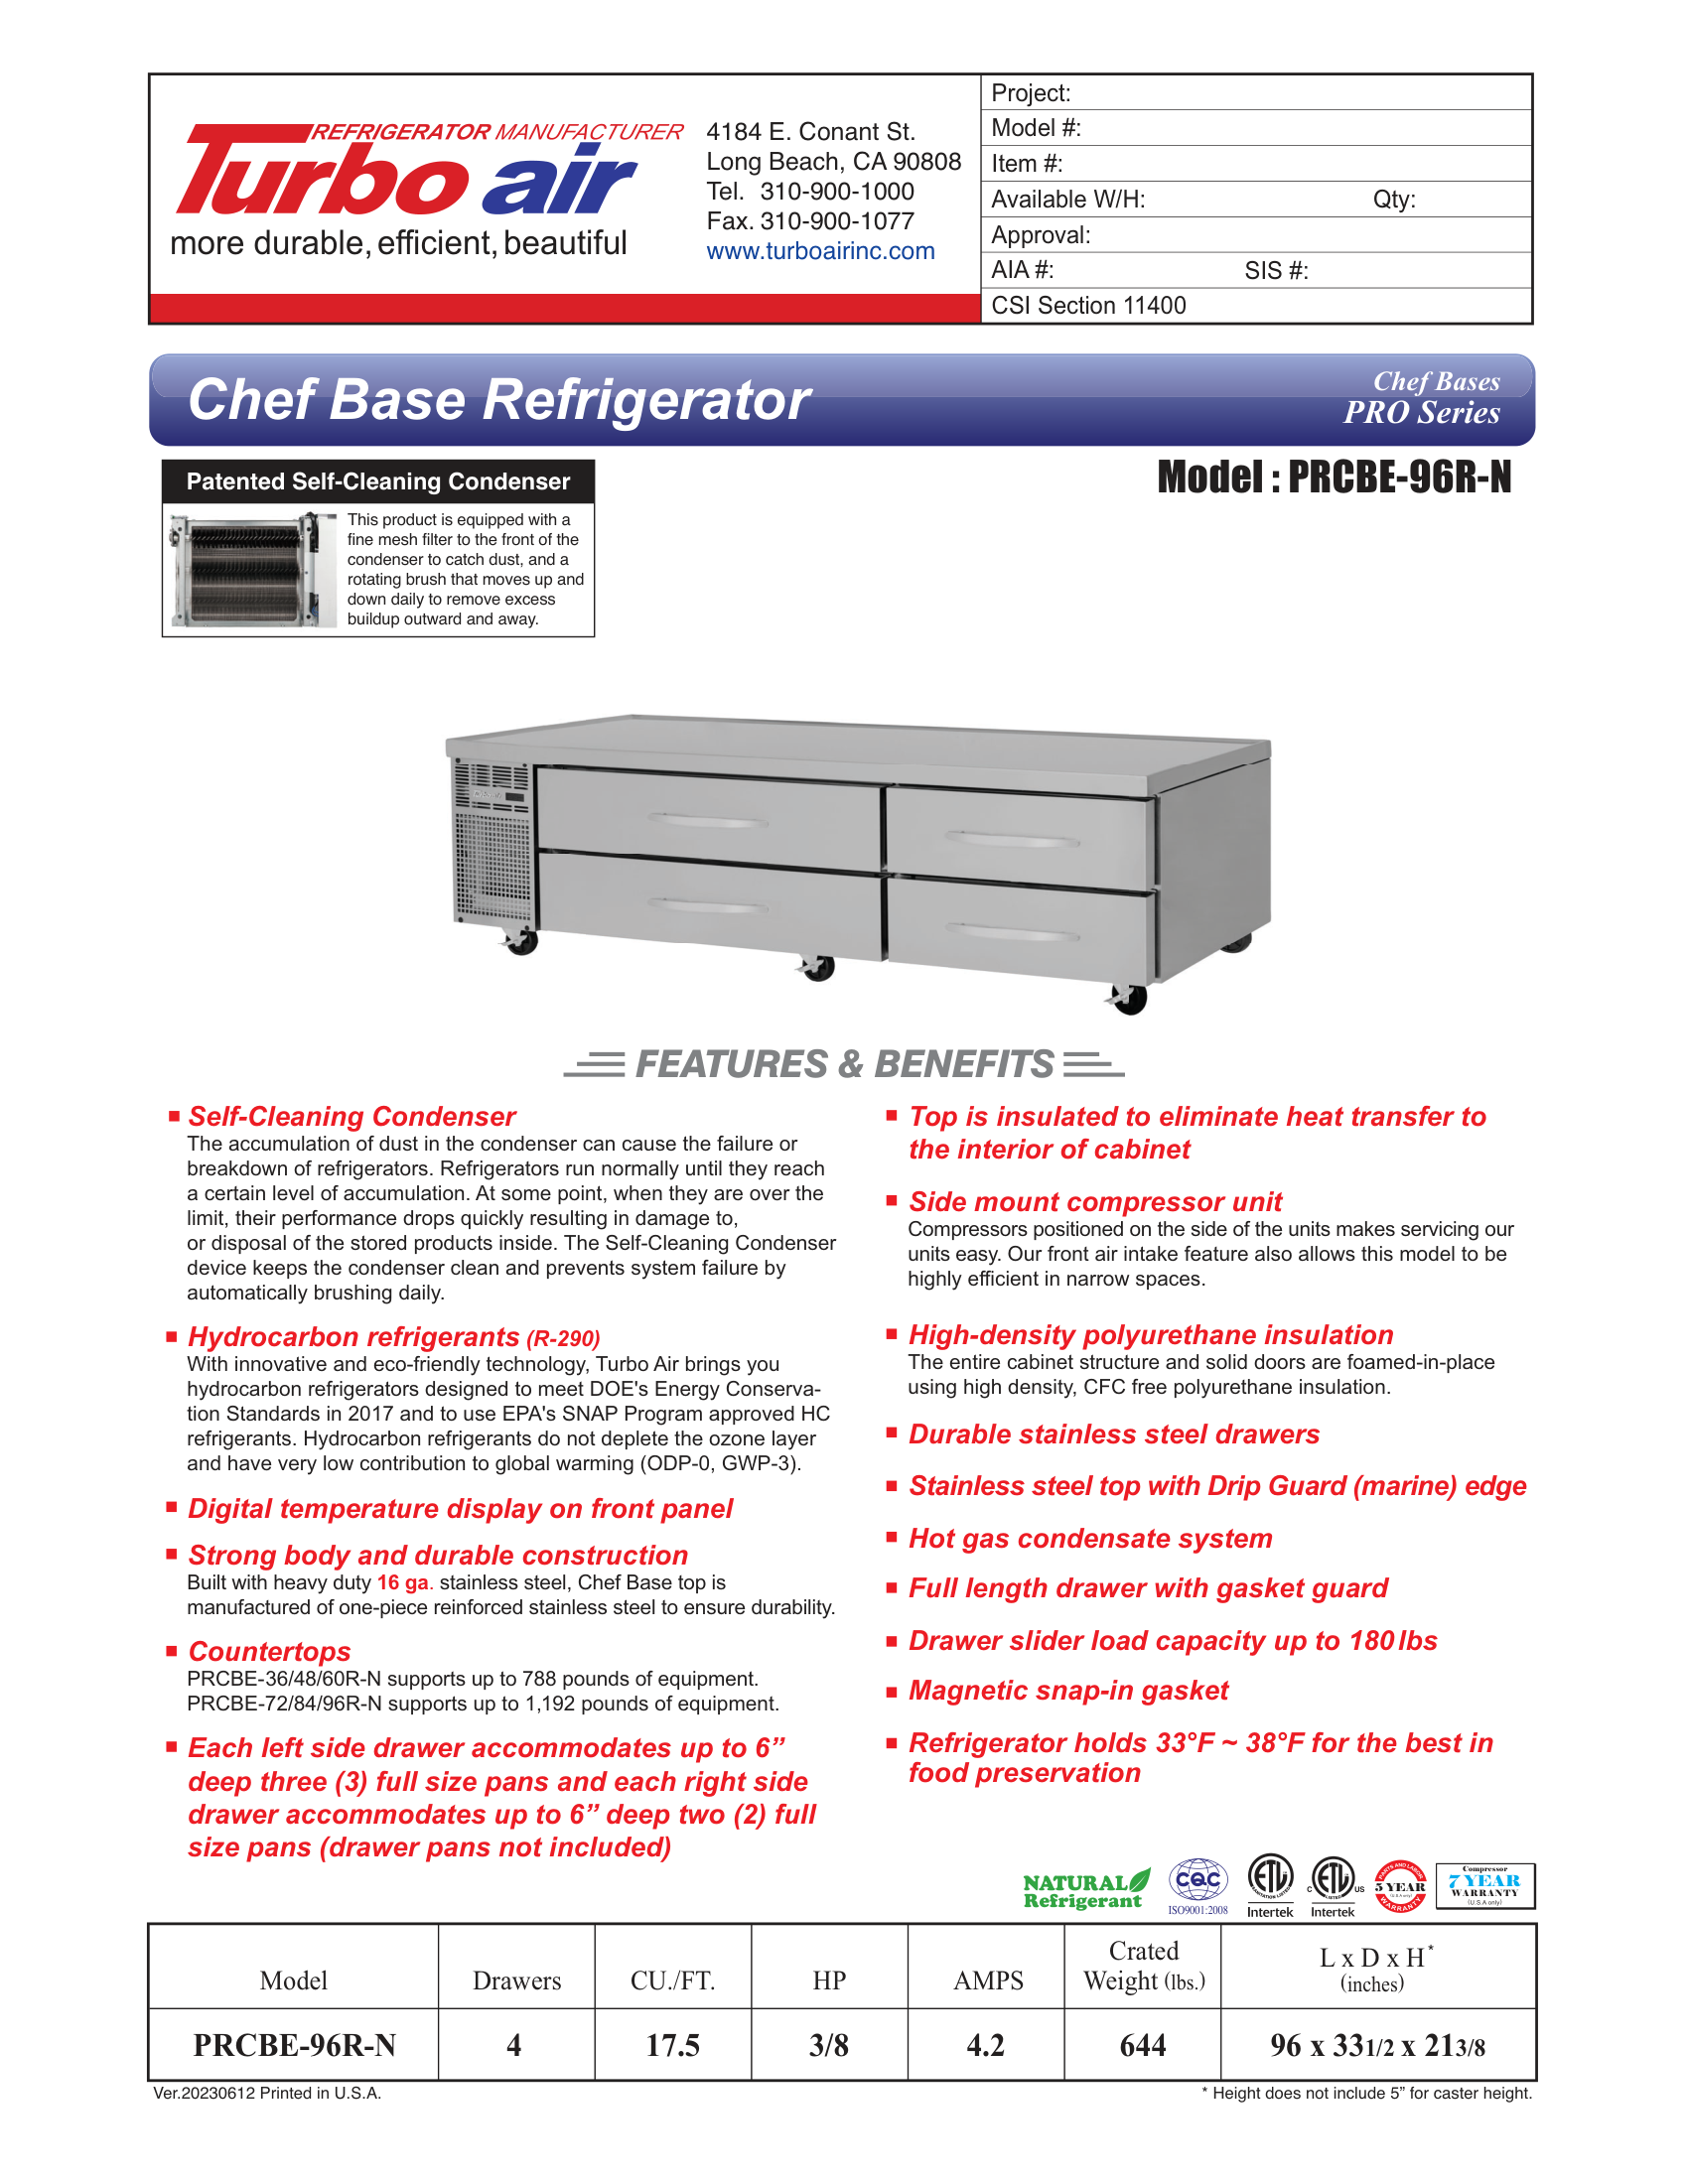 REFRIGERATOR MANUFACTURER
Turbo air
more durable, efficient, beautiful
4184 E. Conant St.
Long Beach, CA 90808
Tel. 310-900-1000
Fax. 310-900-1077
www.turboairinc.com
Project:
Model #:
Item #:
Available W/H: Qty:
Approval:
AIA #: SIS #:
CSI Section 11400
Chef Base Refrigerator
Chef Bases
PRO Series
Patented Self-Cleaning Condenser
This product is equipped with a
fine mesh filter to the front of the
condenser to catch dust, and a
rotating brush that moves up and
down daily to remove excess
buildup outward and away.
Model : PRCBE-96R-N
FEATURES & BENEFITS
Self-Cleaning Condenser
The accumulation of dust in the condenser can cause the failure or
breakdown of refrigerators. Refrigerators run normally until they reach
a certain level of accumulation. At some point, when they are over the
limit, their performance drops quickly resulting in damage to,
or disposal of the stored products inside. The Self-Cleaning Condenser
device keeps the condenser clean and prevents system failure by
automatically brushing daily.
Hydrocarbon refrigerants (R-290)
With innovative and eco-friendly technology, Turbo Air brings you
hydrocarbon refrigerators designed to meet DOE's Energy Conserva-
tion Standards in 2017 and to use EPA's SNAP Program approved HC
refrigerants. Hydrocarbon refrigerants do not deplete the ozone layer
and have very low contribution to global warming (ODP-0, GWP-3).
Digital temperature display on front panel
Strong body and durable construction
Built with heavy duty 16 ga. stainless steel, Chef Base top is
manufactured of one-piece reinforced stainless steel to ensure durability.
Countertops
PRCBE-36/48/60R-N supports up to 788 pounds of equipment.
PRCBE-72/84/96R-N supports up to 1,192 pounds of equipment.
Each left side drawer accommodates up to 6”
deep three (3) full size pans and each right side
drawer accommodates up to 6” deep two (2) full
size pans (drawer pans not included)
Top is insulated to eliminate heat transfer to
the interior of cabinet
Side mount compressor unit
Compressors positioned on the side of the units makes servicing our
units easy. Our front air intake feature also allows this model to be
highly efficient in narrow spaces.
High-density polyurethane insulation
The entire cabinet structure and solid doors are foamed-in-place
using high density, CFC free polyurethane insulation.
Durable stainless steel drawers
Stainless steel top with Drip Guard (marine) edge
Hot gas condensate system
Full length drawer with gasket guard
Drawer slider load capacity up to 180 lbs
Magnetic snap-in gasket
Refrigerator holds 33°F ~ 38°F for the best in
food preservation
NATURAL
Refrigerant
CQC
ISO9001:2008
ETL
SANITATION LISTED
Intertek
C ETL US
LISTED
Intertek
PARTS AND LABOR
5 YEAR
(U.S.A only)
WARRANTY
Compressor
7 YEAR
WARRANTY
(U.S.A only)
Model Drawers CU./FT. HP AMPS Crated Weight (lbs.) L x D x H* (inches)
PRCBE-96R-N 4 17.5 3/8 4.2 644 96 x 331/2 x 213/8
Ver.20230612 Printed in U.S.A.
* Height does not include 5” for caster height.